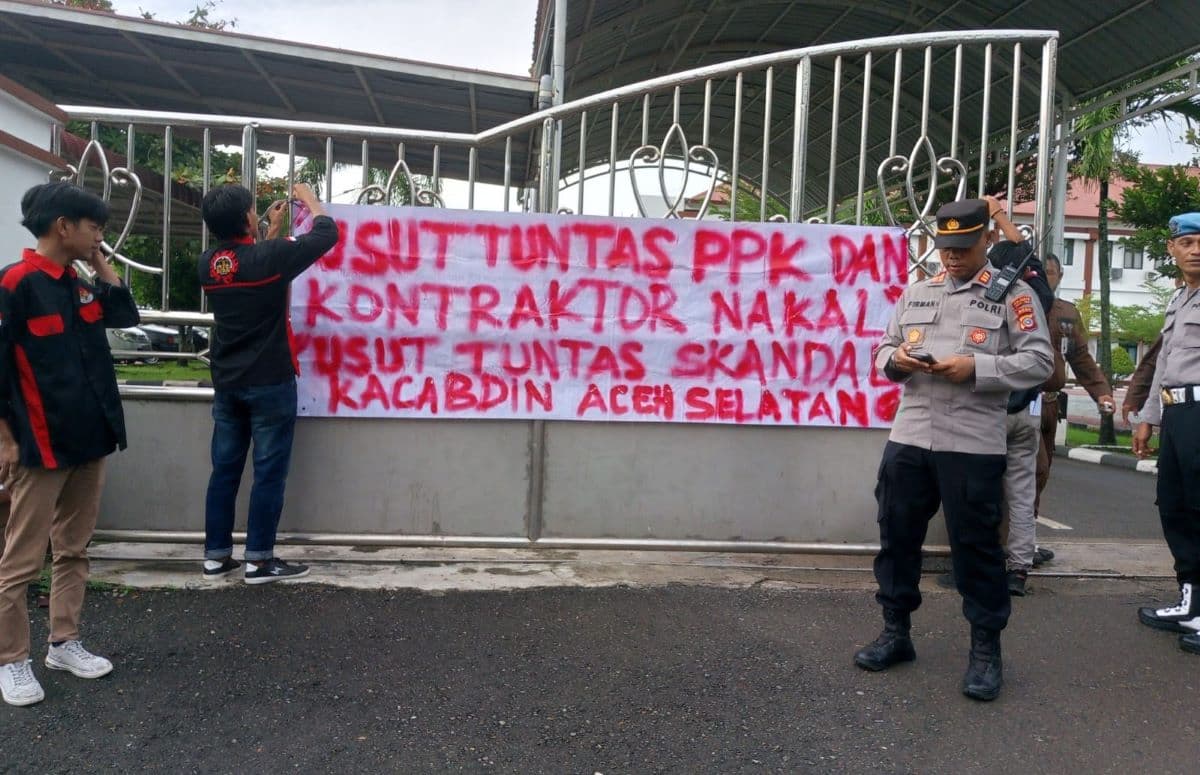 USUT TUNTAS PPK DAN
KONTRAKTOR NAKAL
USUT TUNTAS SKANDAL
KACABDIN ACEH SELATAN
POLRI